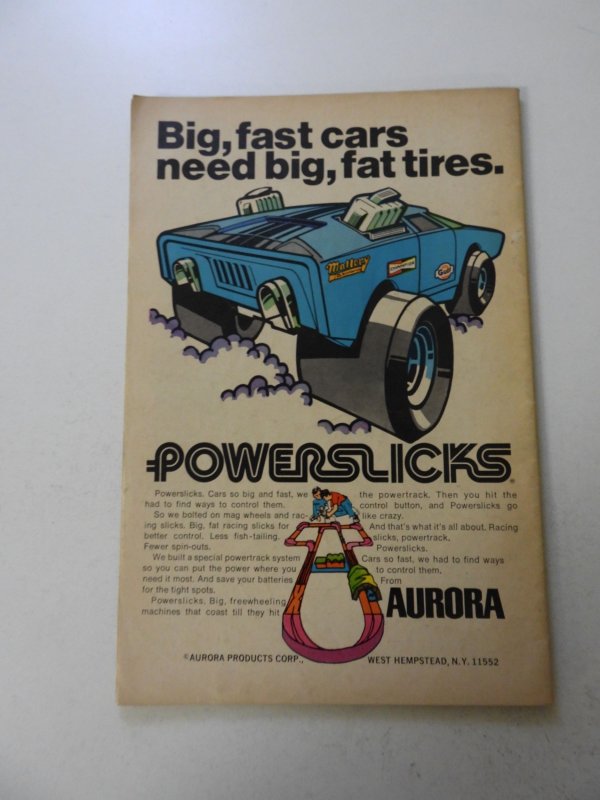 Big, fast cars
need big, fat tires.
Mallory
CHAMPION
Gulf
POWERSLICKS®
Powerslicks. Cars so big and fast, we
had to find ways to control them.
So we bolted on mag wheels and rac-
ing slicks. Big, fat racing slicks for
better control. Less fish-tailing.
Fewer spin-outs.
We built a special powertrack system
so you can put the power where you
need it most. And save your batteries
for the tight spots.
Powerslicks. Big, freewheeling
machines that coast till they hit
the powertrack. Then you hit the
control button, and Powerslicks go
like crazy.
And that's what it's all about. Racing
slicks, powertrack.
Powerslicks.
Cars so fast, we had to find ways
to control them.
From
AURORA
©AURORA PRODUCTS CORP., WEST HEMPSTEAD, N.Y. 11552